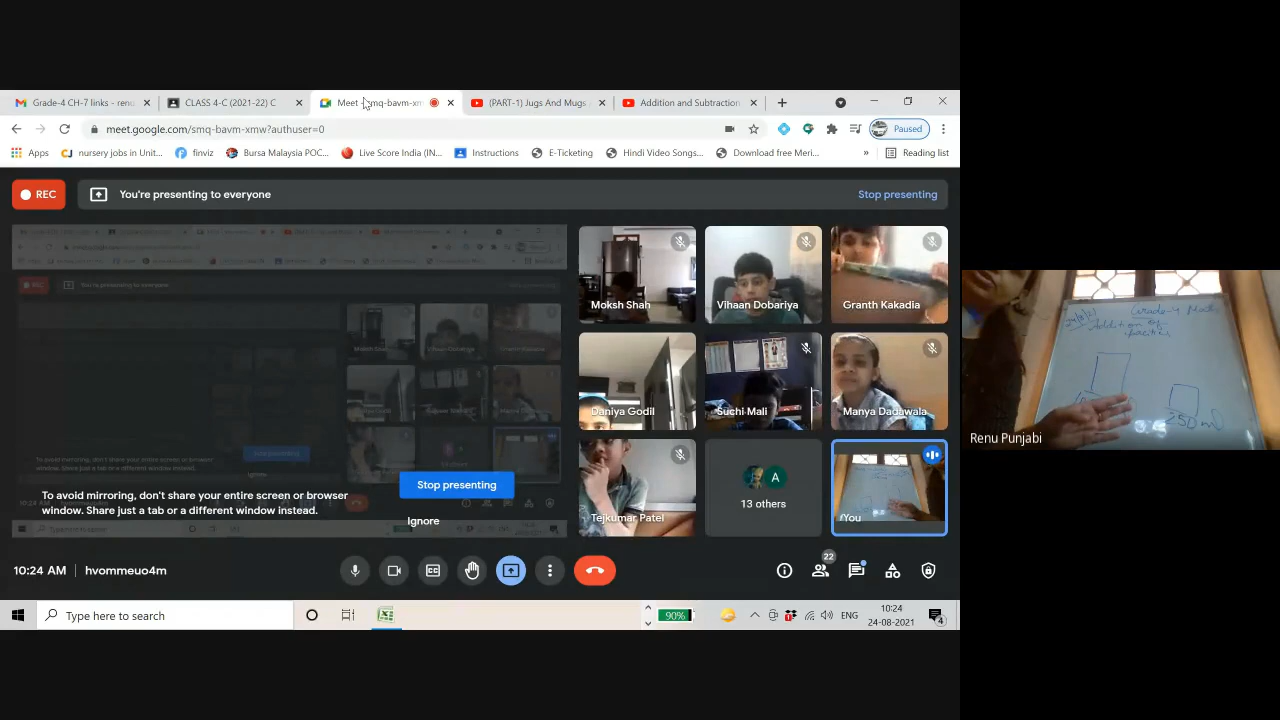 Grade-4 CH-7 links - renu
CLASS 4-C (2021-22) C
Meet - smq-bavm-xm
(PART-1) Jugs And Mugs
Addition and Subtraction
meet.google.com/smq-bavm-xmw?authuser=0
Paused
Apps
nursery jobs in Unit...
finviz
Bursa Malaysia POC...
Live Score India (IN...
Instructions
E-Ticketing
Hindi Video Songs...
Download free Meri...
»
Reading list
REC
You're presenting to everyone
Stop presenting
Moksh Shah
Vihaan Dobariya
Granth Kakadia
Daniya Godil
Suchi Mali
Manya Dadawala
Tejkumar Patel
A
13 others
You
To avoid mirroring, don't share your entire screen or browser
window. Share just a tab or a different window instead.
Stop presenting
Ignore
10:24 AM | hvommeuo4m
22
Type here to search
90%
ENG
10:24
24-08-2021
4
Grade-4 Math
Addition of
250 ml
Renu Punjabi